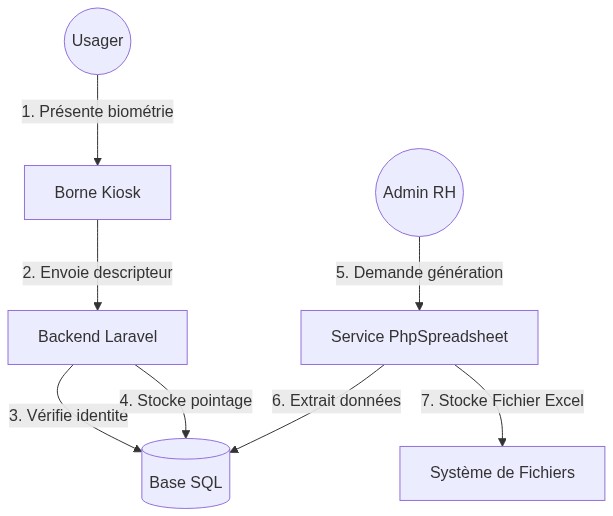 Usager
1. Présente biométrie
Borne Kiosk
Admin RH
2. Envoie descripteur
5. Demande génération
Backend Laravel
Service PhpSpreadsheet
4. Stocke pointage
6. Extrait données
7. Stocke Fichier Excel
3. Vérifie identité
Base SQL
Système de Fichiers